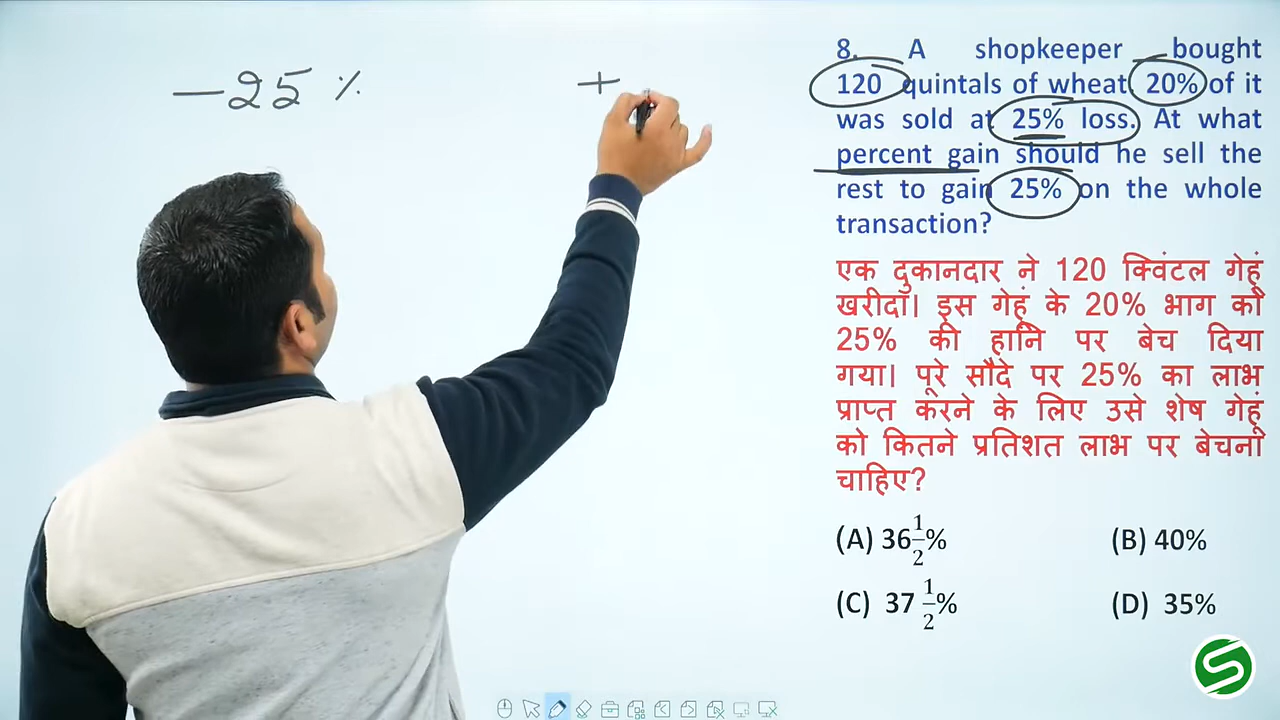 −25 %
+
8. A shopkeeper bought
120 quintals of wheat 20% of it
was sold at 25% loss. At what
percent gain should he sell the
rest to gain 25% on the whole
transaction?
एक दुकानदार ने 120 क्विंटल गेहूं
खरीदा। इस गेहूं के 20% भाग को
25% की हानि पर बेच दिया
गया। पूरे सौदे पर 25% का लाभ
प्राप्त करने के लिए उसे शेष गेहूं
को कितने प्रतिशत लाभ पर बेचना
चाहिए?
(A) 36 1/2% (B) 40%
(C) 37 1/2% (D) 35%